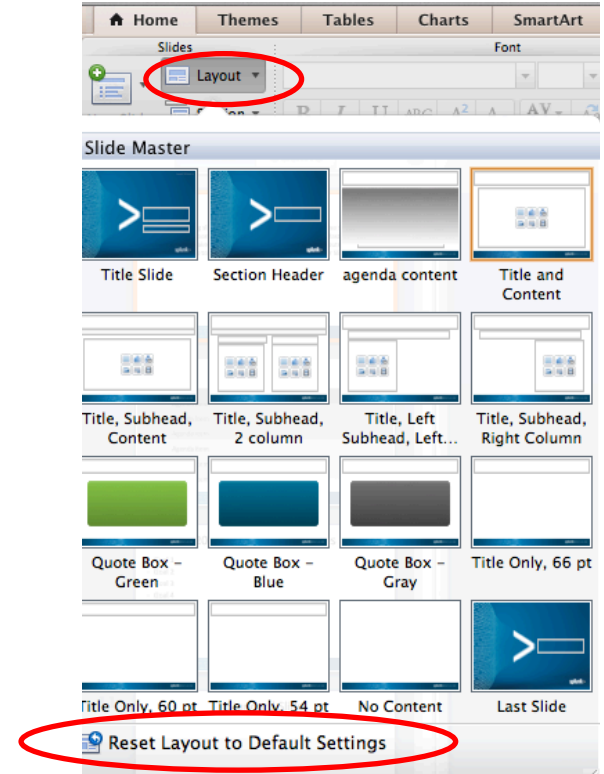 Home Themes Tables Charts SmartArt
Slides Font
Layout
B I U ABC A2 A AV
Slide Master
Title Slide Section Header agenda content Title and Content
Title, Subhead, Content Title, Subhead, 2 column Title, Left Subhead, Left... Title, Subhead, Right Column
Quote Box – Green Quote Box – Blue Quote Box – Gray Title Only, 66 pt
Title Only, 60 pt Title Only, 54 pt No Content Last Slide
Reset Layout to Default Settings